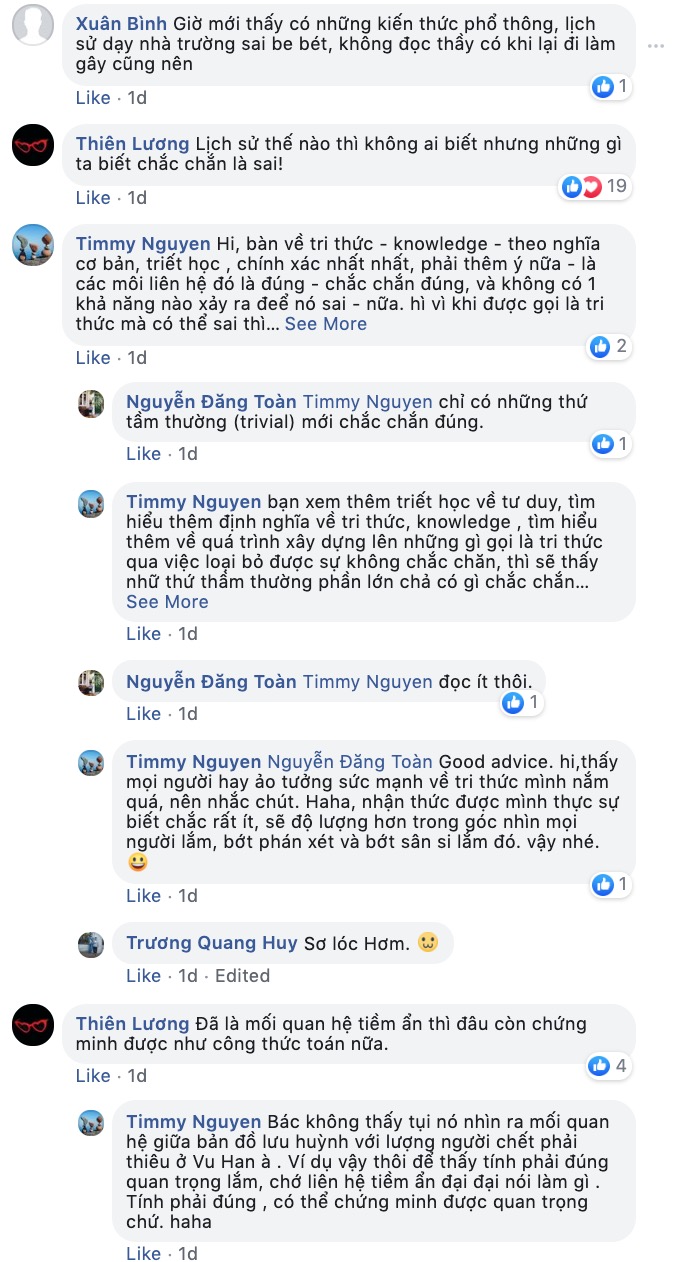 Xuân Bình Giờ mới thấy có những kiến thức phổ thông, lịch
sử dạy nhà trường sai be bét, không đọc thầy có khi lại đi làm
gây cũng nên
1
Like · 1d
Thiên Lương Lịch sử thế nào thì không ai biết nhưng những gì
ta biết chắc chắn là sai!
19
Like · 1d
Timmy Nguyen Hi, bàn về tri thức - knowledge - theo nghĩa
cơ bản, triết học , chính xác nhất nhất, phải thêm ý nữa - là
các môi liên hệ đó là đúng - chắc chắn đúng, và không có 1
khả năng nào xảy ra đeể nó sai - nữa. hì vì khi được gọi là tri
thức mà có thể sai thì... See More
2
Like · 1d
Nguyễn Đăng Toàn Timmy Nguyen chỉ có những thứ
tầm thường (trivial) mới chắc chắn đúng.
1
Like · 1d
Timmy Nguyen bạn xem thêm triết học về tư duy, tìm
hiểu thêm định nghĩa về tri thức, knowledge , tìm hiểu
thêm về quá trình xây dựng lên những gì gọi là tri thức
qua việc loại bỏ được sự không chắc chăn, thì sẽ thấy
nhữ thứ thẩm thường phần lớn chả có gì chắc chắn...
See More
Like · 1d
Nguyễn Đăng Toàn Timmy Nguyen đọc ít thôi.
1
Like · 1d
Timmy Nguyen Nguyễn Đăng Toàn Good advice. hi,thấy
mọi người hay ảo tưởng sức mạnh về tri thức mình nắm
quá, nên nhắc chút. Haha, nhận thức được mình thực sự
biết chắc rất ít, sẽ độ lượng hơn trong góc nhìn mọi
người lắm, bớt phán xét và bớt sân si lắm đó. vậy nhé.
😃
1
Like · 1d
Trương Quang Huy Sơ lóc Hơm. 🙂
Like · 1d · Edited
Thiên Lương Đã là mối quan hệ tiềm ẩn thì đâu còn chứng
minh được như công thức toán nữa.
4
Like · 1d
Timmy Nguyen Bác không thấy tụi nó nhìn ra mối quan
hệ giữa bản đồ lưu huỳnh với lượng người chết phải
thiêu ở Vu Han à . Ví dụ vậy thôi để thấy tính phải đúng
quan trọng lắm, chớ liên hệ tiềm ẩn đại đại nói làm gì .
Tính phải đúng , có thể chứng minh được quan trọng
chứ. haha
Like · 1d